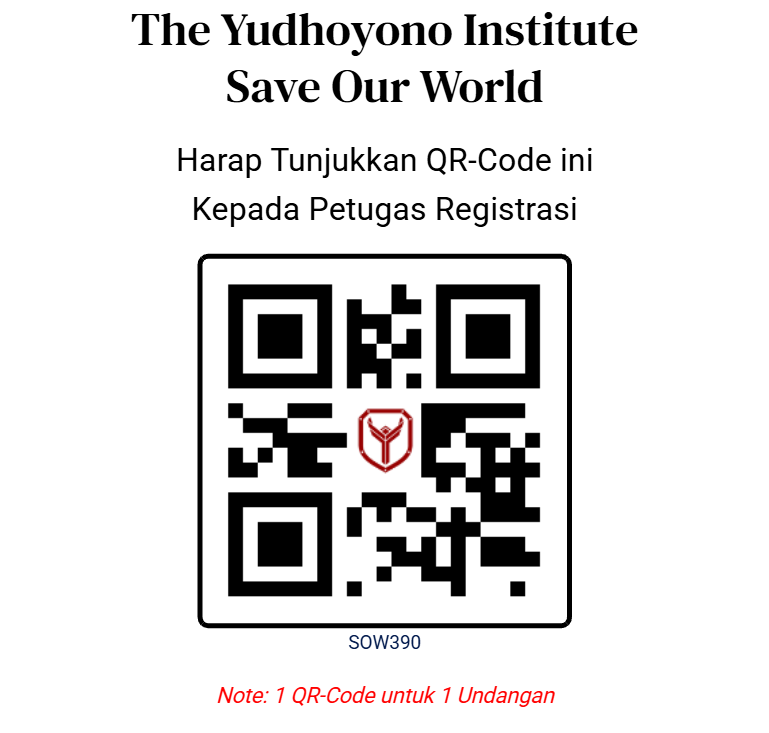 The Yudhoyono Institute
Save Our World
Harap Tunjukkan QR-Code ini
Kepada Petugas Registrasi
SOW390
Note: 1 QR-Code untuk 1 Undangan